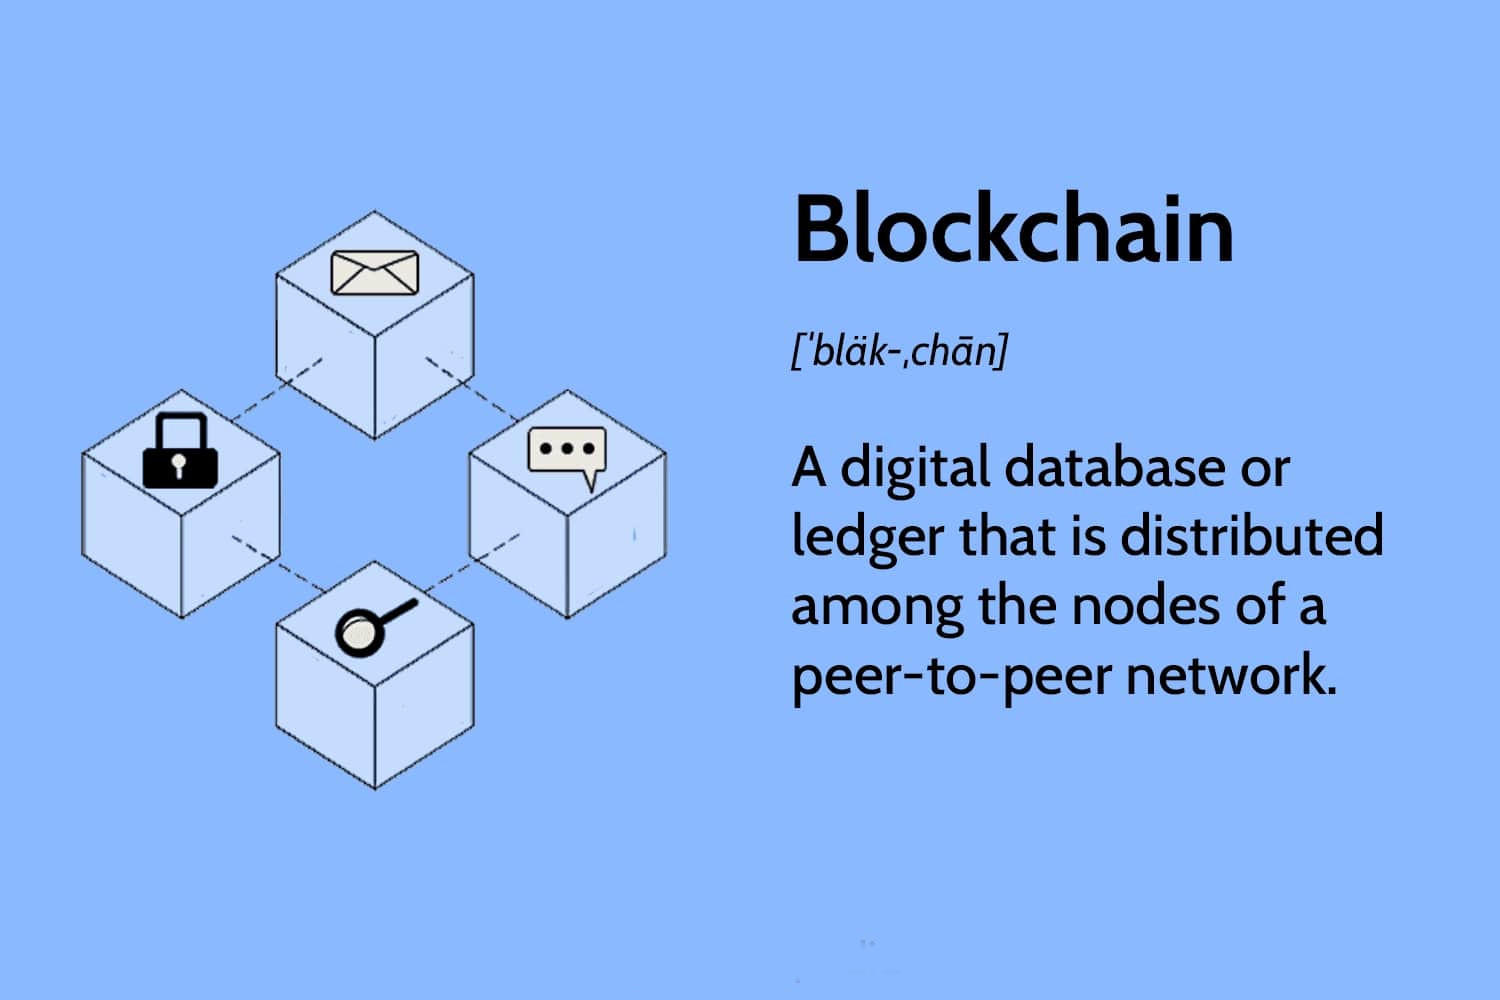 Blockchain
[ˈbläk-ˌchān]
A digital database or
ledger that is distributed
among the nodes of a
peer-to-peer network.